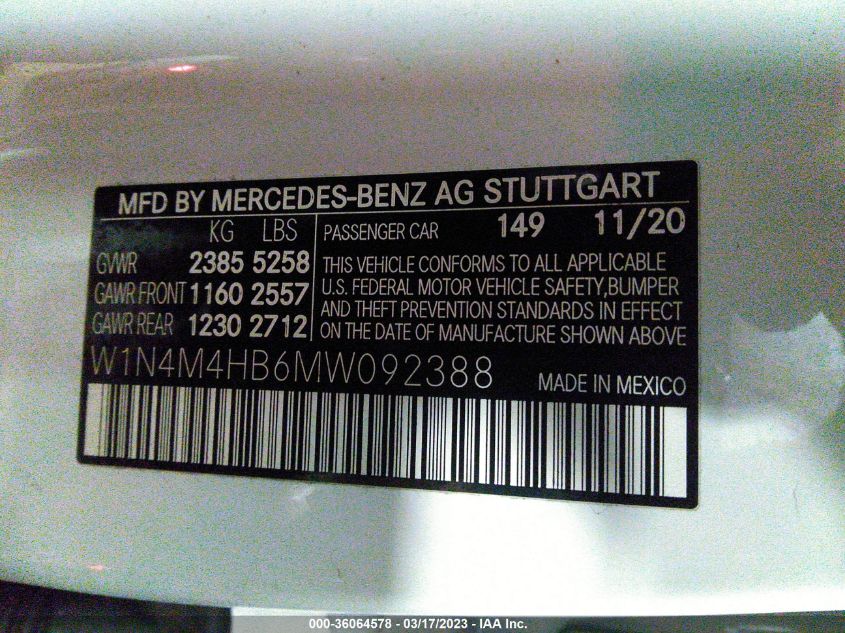 MFD BY MERCEDES-BENZ AG STUTTGART
KG LBS
GVWR 2385 5258
GAWR FRONT 1160 2557
GAWR REAR 1230 2712
PASSENGER CAR 149 11/20
THIS VEHICLE CONFORMS TO ALL APPLICABLE
U.S. FEDERAL MOTOR VEHICLE SAFETY,BUMPER
AND THEFT PREVENTION STANDARDS IN EFFECT
ON THE DATE OF MANUFACTURE SHOWN ABOVE
W1N4M4HB6MW092388 MADE IN MEXICO
000-36064578 - 03/17/2023 - IAA Inc.